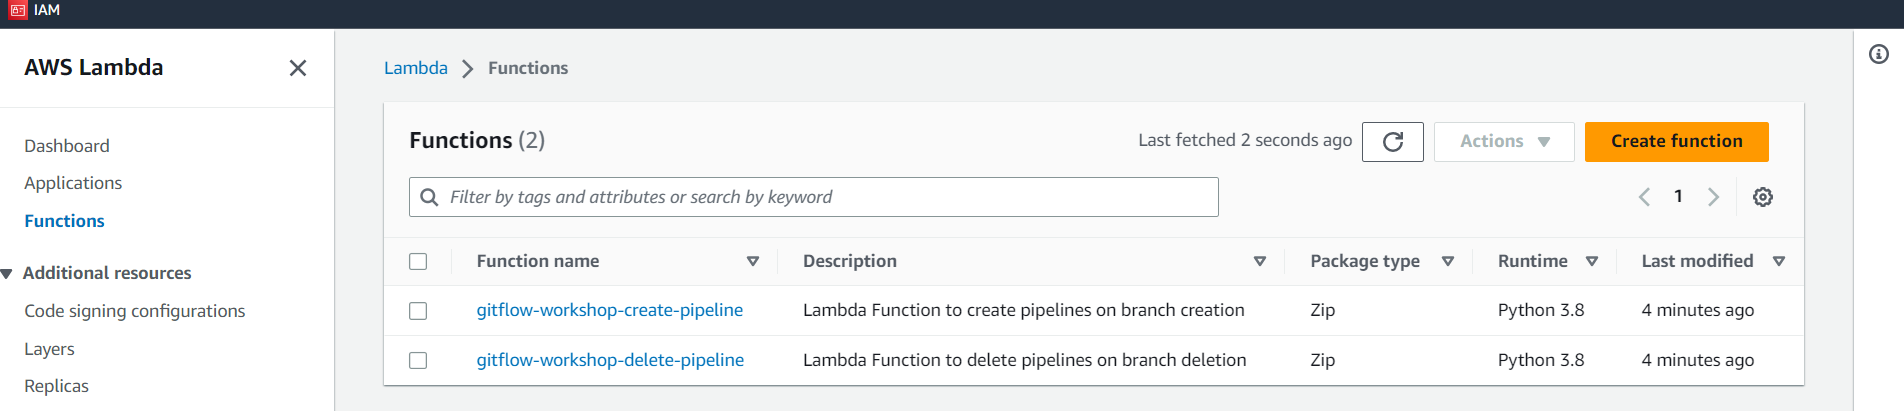 IAM
AWS Lambda
Dashboard
Applications
Functions
Additional resources
Code signing configurations
Layers
Replicas
Lambda > Functions
Functions (2)
Last fetched 2 seconds ago
Actions
Create function
Filter by tags and attributes or search by keyword
1
Function name Description Package type Runtime Last modified
gitflow-workshop-create-pipeline Lambda Function to create pipelines on branch creation Zip Python 3.8 4 minutes ago
gitflow-workshop-delete-pipeline Lambda Function to delete pipelines on branch deletion Zip Python 3.8 4 minutes ago